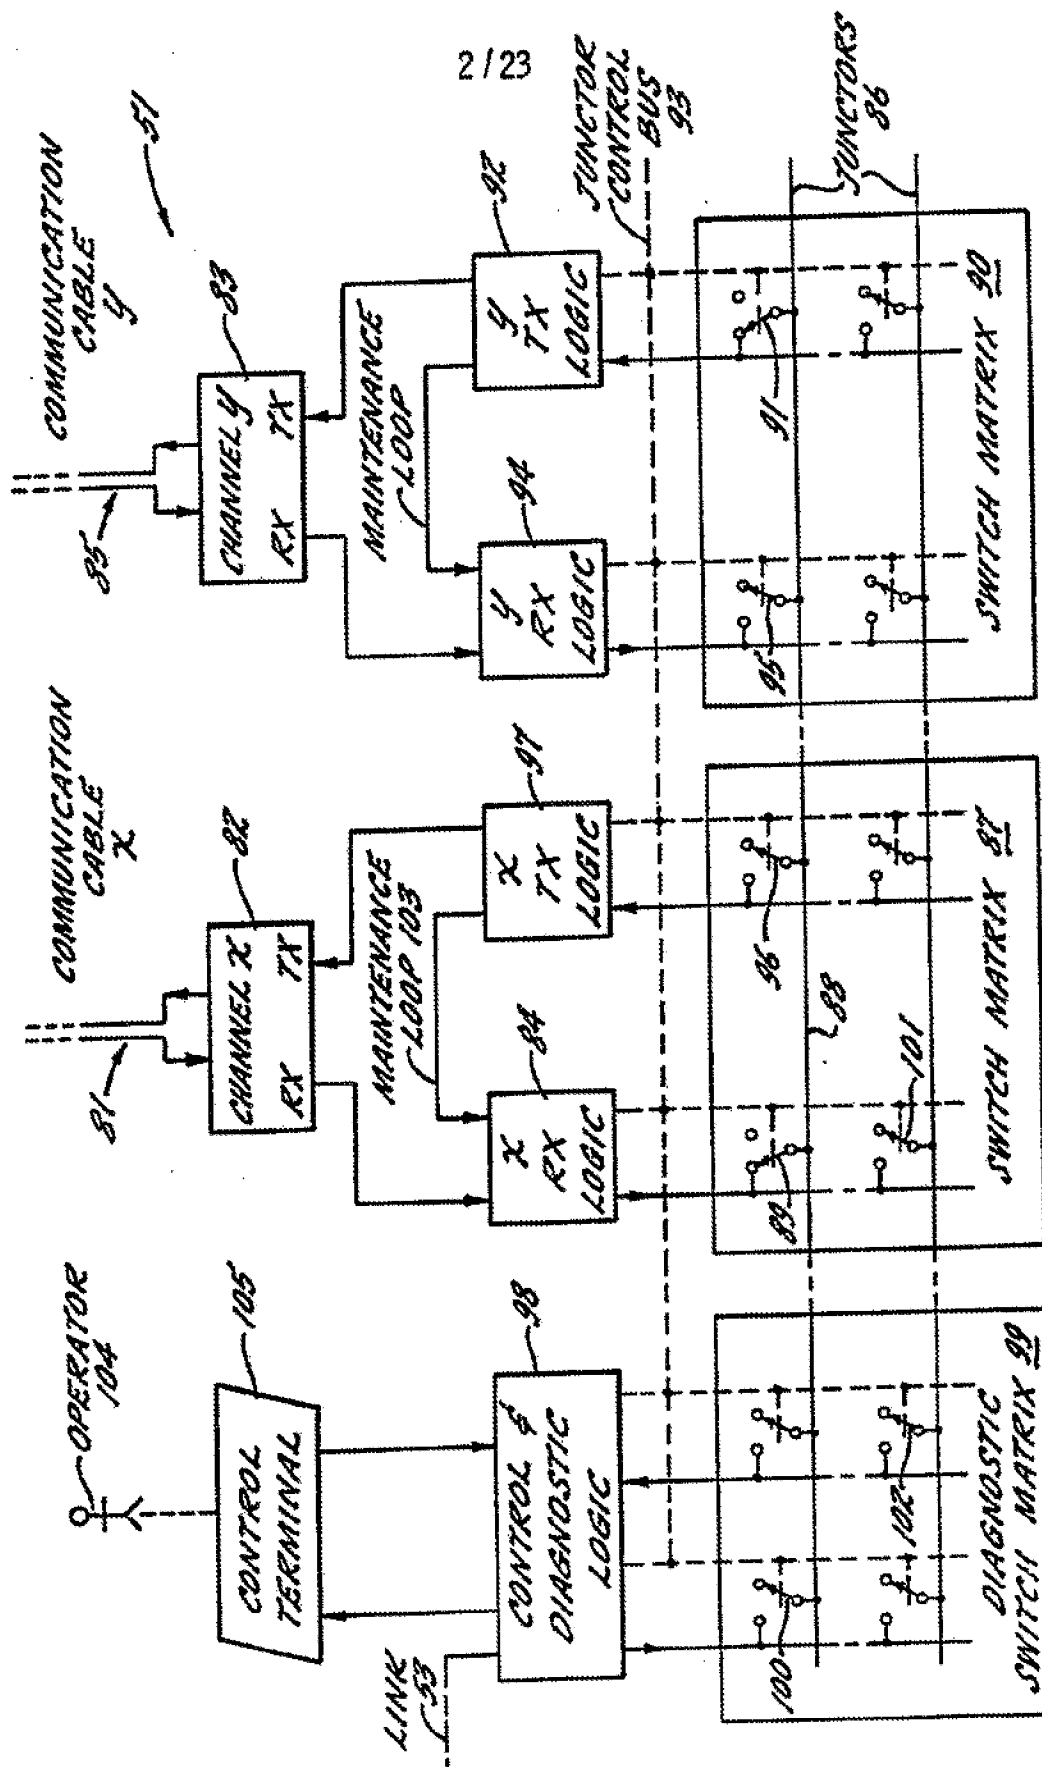 2/23
COMMUNICATION
CABLE
X
COMMUNICATION
CABLE
Y
51
OPERATOR
104
81
82
85
83
105
CONTROL
TERMINAL
CHANNEL X
RX TX
CHANNEL Y
RX TX
LINK
53
MAINTENANCE
LOOP 103
MAINTENANCE
LOOP
98
84
97
94
92
CONTROL &
DIAGNOSTIC
LOGIC
X
RX
LOGIC
X
TX
LOGIC
Y
RX
LOGIC
Y
TX
LOGIC
JUNCTOR
CONTROL
BUS
93
100
102
89
101
88
96
95
91
JUNCTORS
86
DIAGNOSTIC
SWITCH MATRIX 99
SWITCH MATRIX 87
SWITCH MATRIX 90